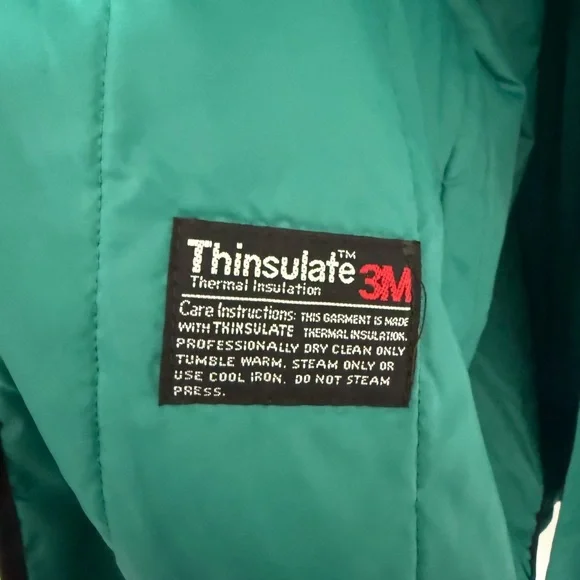 Thinsulate™ 3M
Thermal Insulation
Care Instructions: THIS GARMENT IS MADE
WITH THINSULATE THERMAL INSULATION.
PROFESSIONALLY DRY CLEAN ONLY
TUMBLE WARM. STEAM ONLY OR
USE COOL IRON. DO NOT STEAM
PRESS.